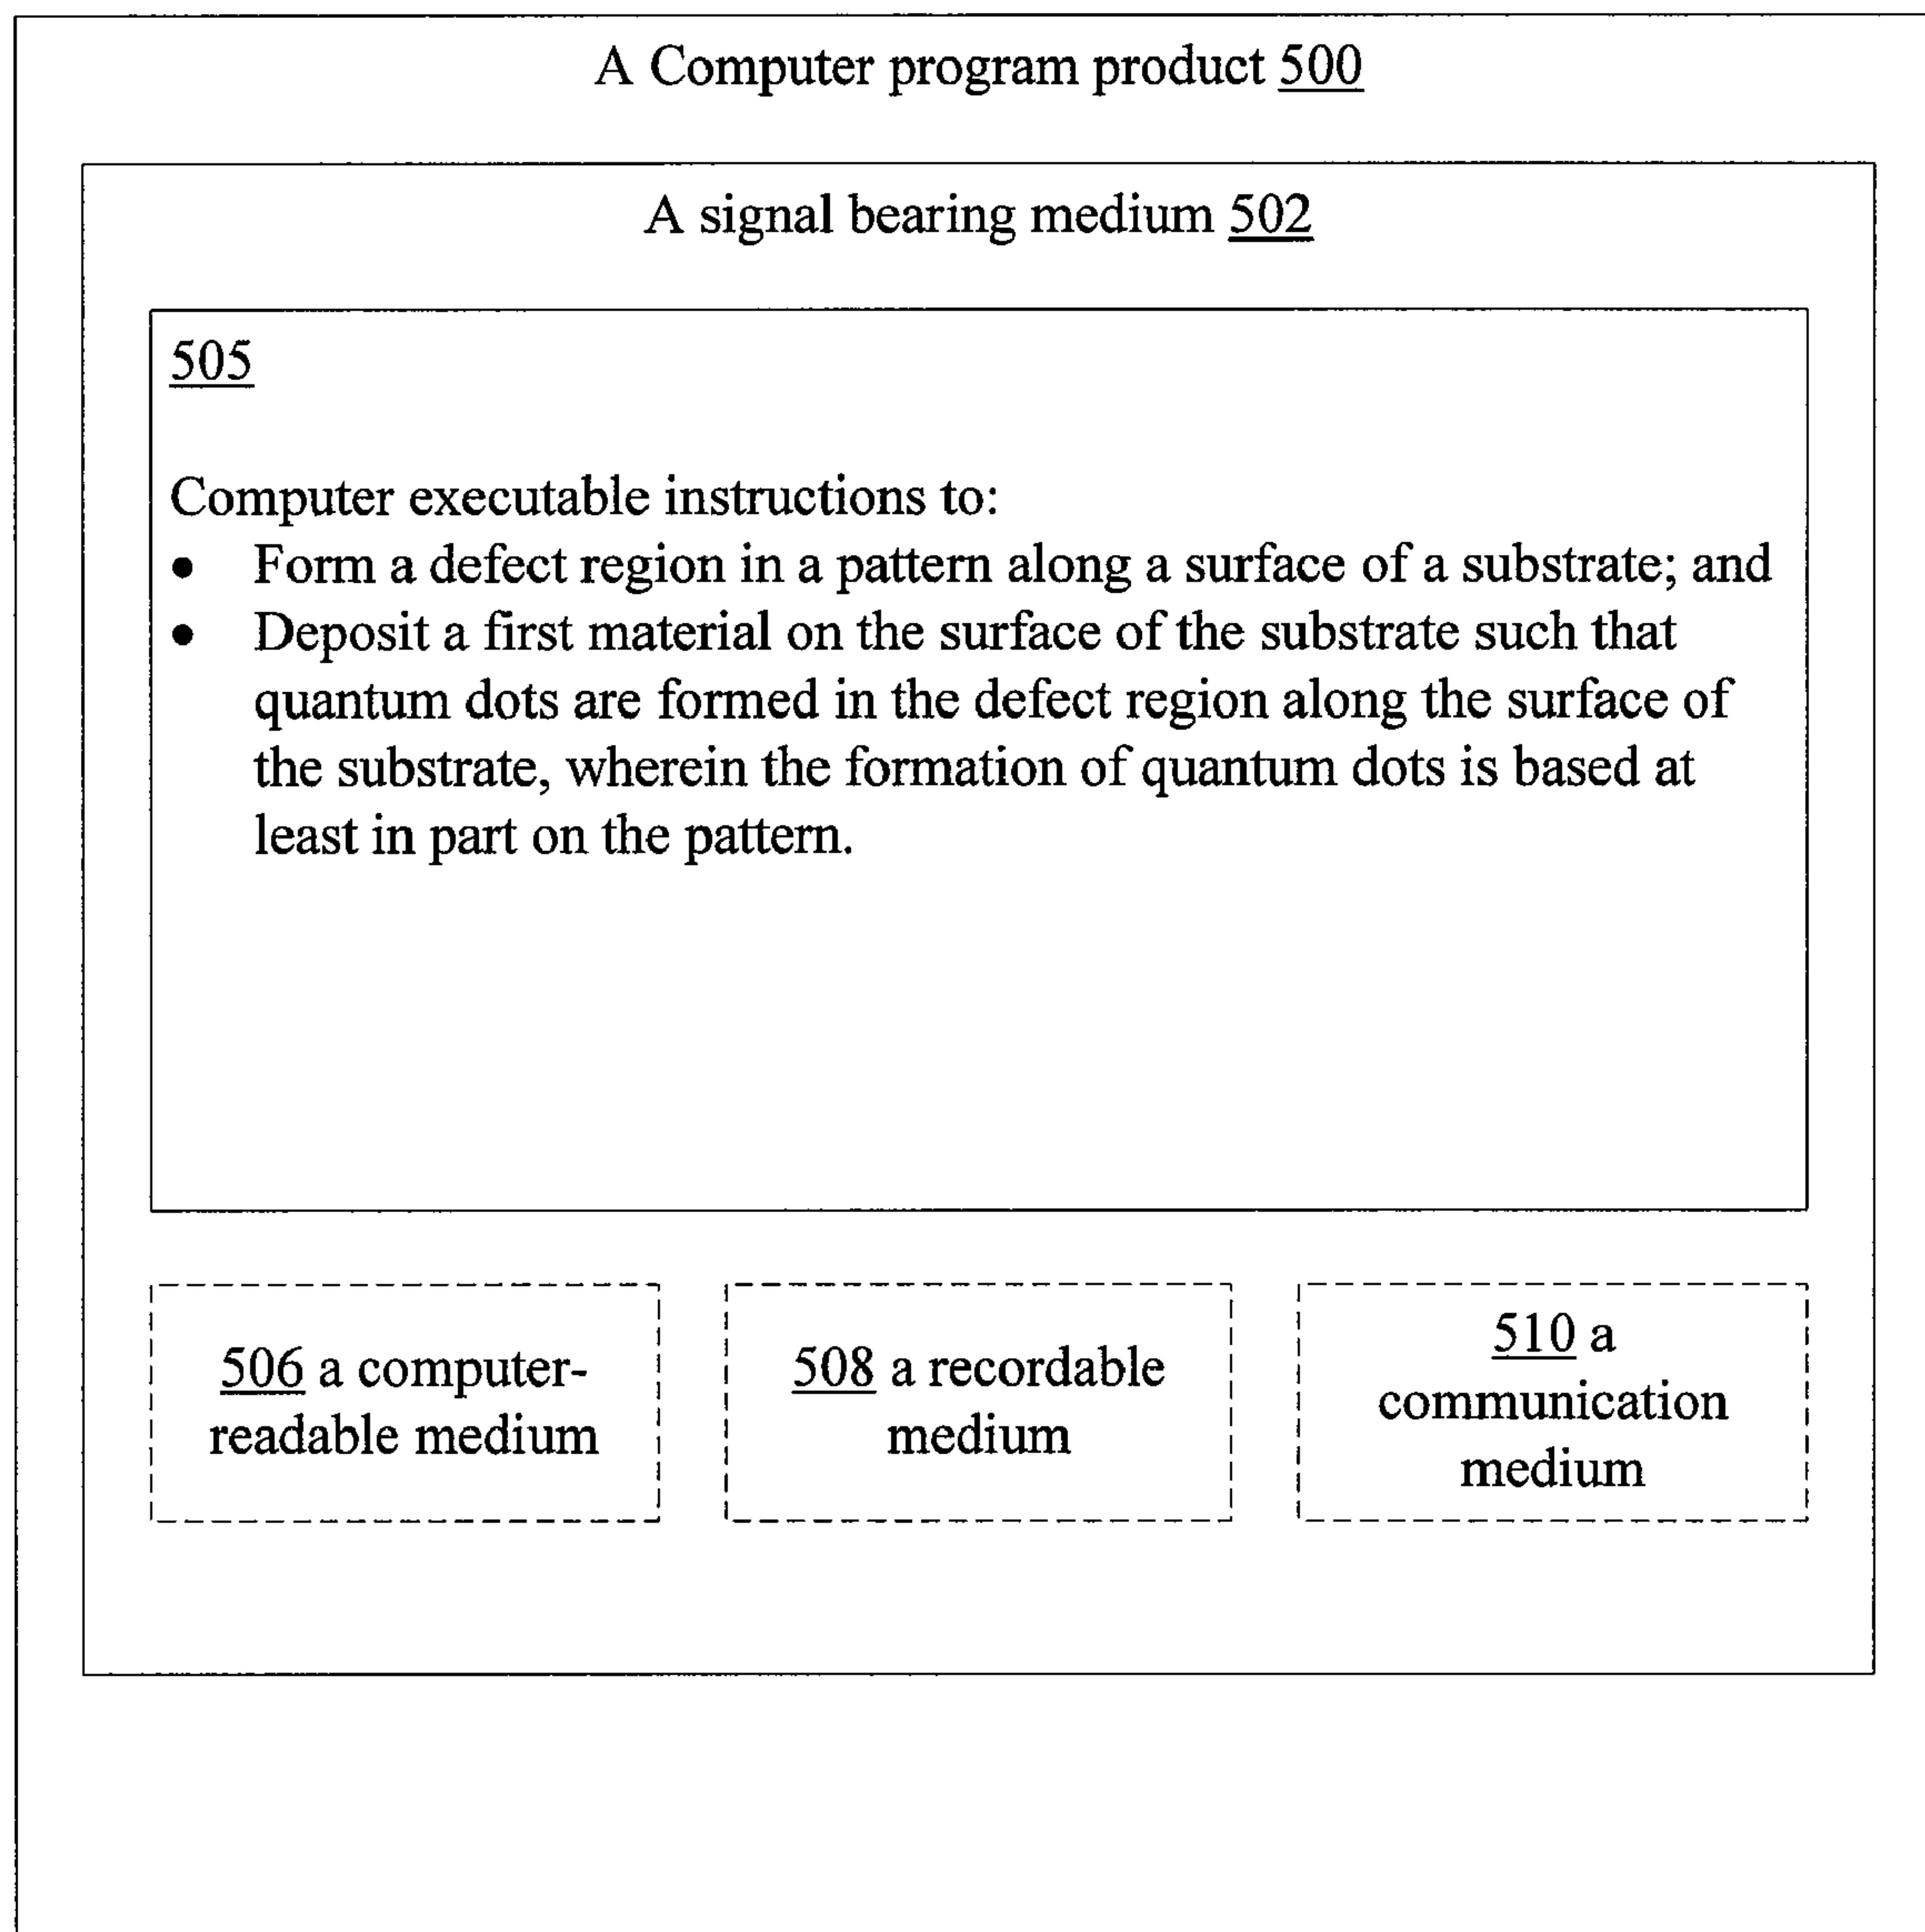 A Computer program product 500
A signal bearing medium 502
505
Computer executable instructions to:
● Form a defect region in a pattern along a surface of a substrate; and
● Deposit a first material on the surface of the substrate such that
quantum dots are formed in the defect region along the surface of
the substrate, wherein the formation of quantum dots is based at
least in part on the pattern.
506 a computer-
readable medium
508 a recordable
medium
510 a
communication
medium